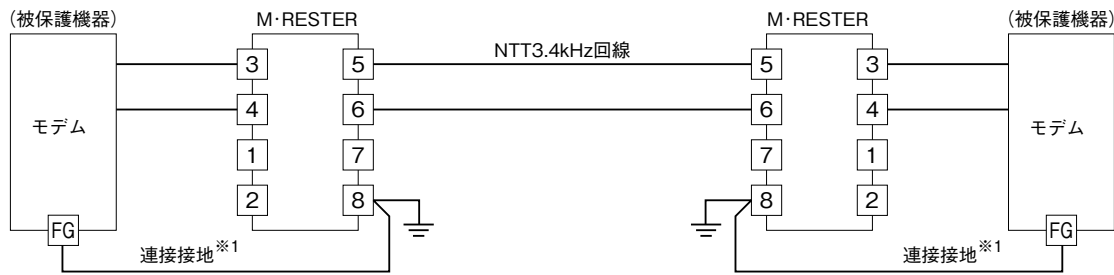 (被保護機器) M･RESTER M･RESTER (被保護機器)
3 5 NTT3.4kHz回線 5 3
4 6 6 4
モデム モデム
1 7 7 1
2 8 8 2
FG FG
連接接地※1 連接接地※1